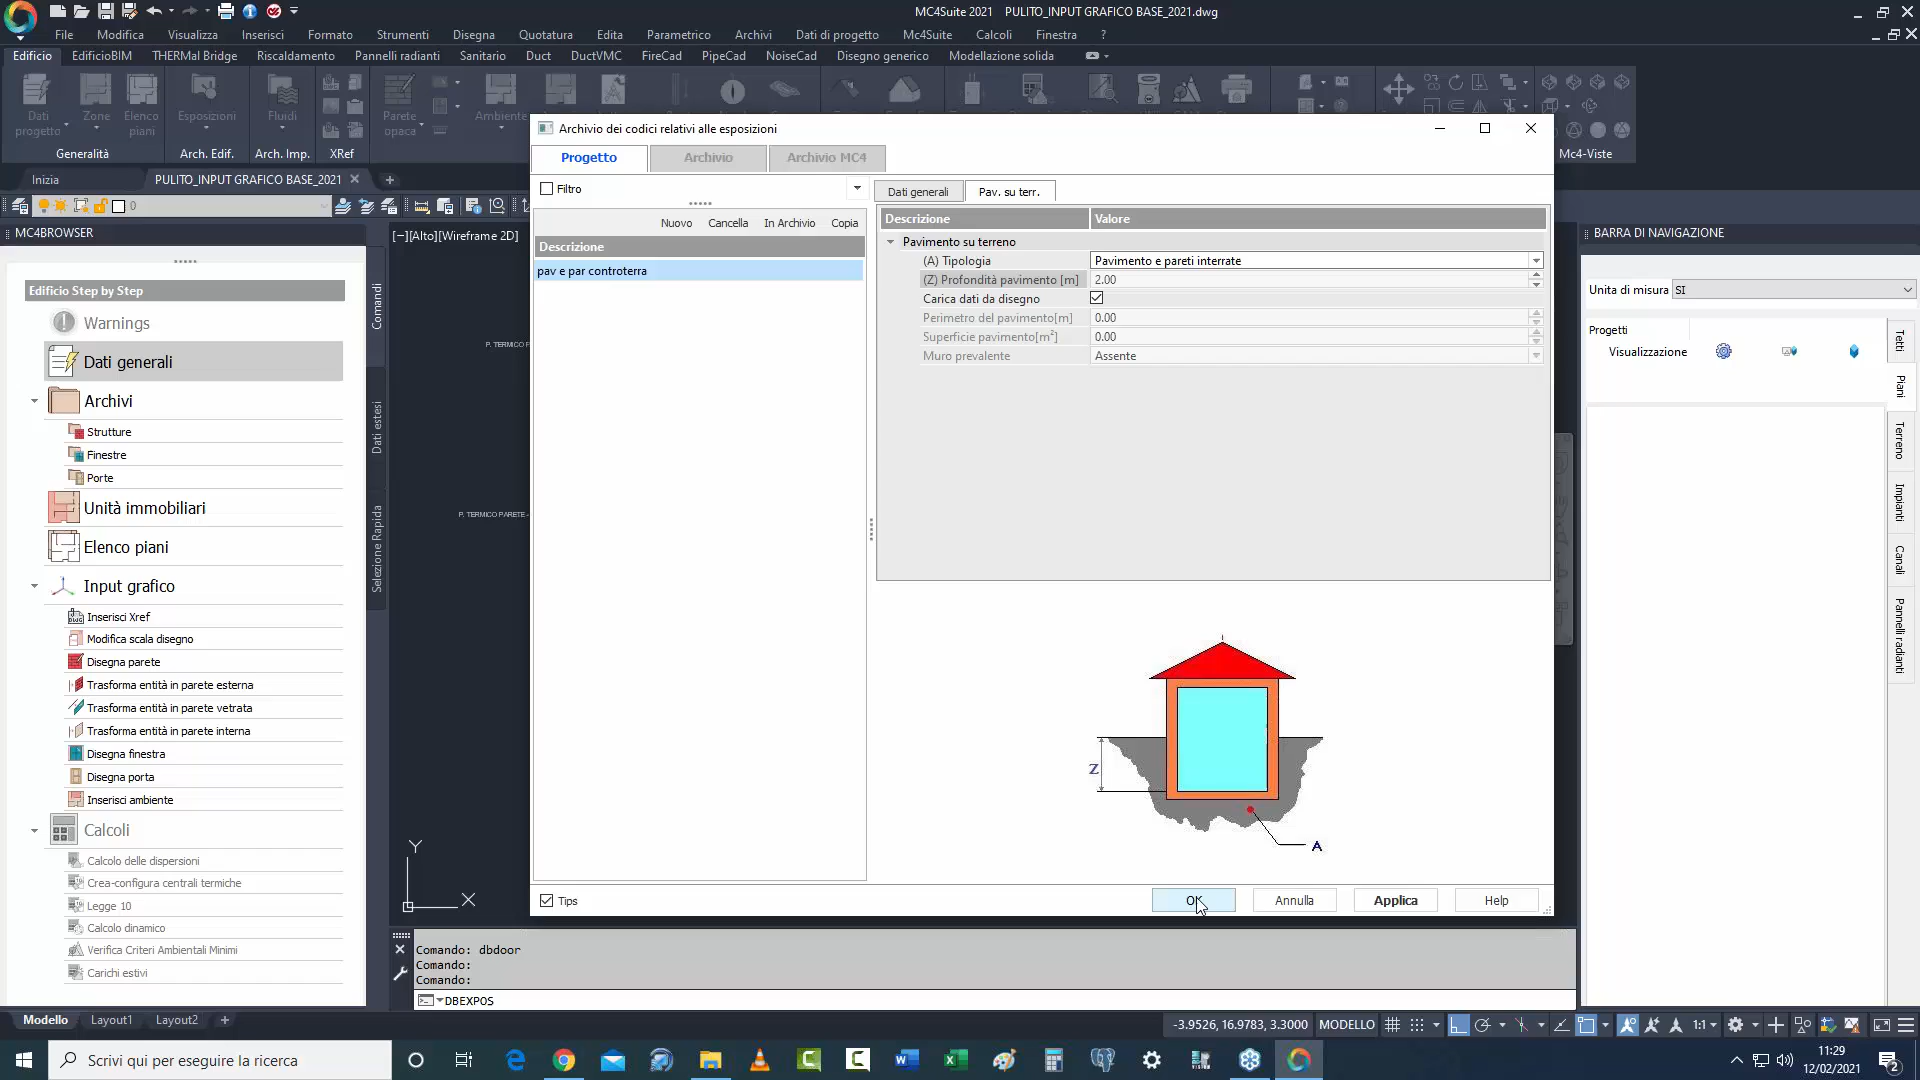 MC4Suite 2021 PULITO_INPUT GRAFICO BASE_2021.dwg
File Modifica Visualizza Inserisci Formato Strumenti Disegna Quotatura Edita Parametrico Archivi Dati di progetto Mc4Suite Calcoli Finestra ?
Edificio EdificioBIM THERMal Bridge Riscaldamento Pannelli radianti Sanitario Duct DuctVMC FireCad PipeCad NoiseCad Disegno generico Modellazione solida
Dati progetto
Zone
Elenco piani
Esposizioni
Fluidi
Parete opaca
Ambiente
Generalità Arch. Edif. Arch. Imp. XRef Mc4-Viste
Inizia PULITO_INPUT GRAFICO BASE_2021
0
MC4BROWSER
Edificio Step by Step
Warnings
Dati generali
Archivi
Strutture
Finestre
Porte
Unità immobiliari
Elenco piani
Input grafico
Inserisci Xref
Modifica scala disegno
Disegna parete
Trasforma entità in parete esterna
Trasforma entità in parete vetrata
Trasforma entità in parete interna
Disegna finestra
Disegna porta
Inserisci ambiente
Calcoli
Calcolo delle dispersioni
Crea-configura centrali termiche
Legge 10
Calcolo dinamico
Verifica Criteri Ambientali Minimi
Carichi estivi
Comandi
Dati estesi
Selezione Rapida
[−][Alto][Wireframe 2D]
P. TERMICO P
P. TERMICO PARETE -
Y
X
Archivio dei codici relativi alle esposizioni
Progetto Archivio Archivio MC4
Filtro
Nuovo Cancella In Archivio Copia
Descrizione
pav e par controterra
Dati generali Pav. su terr.
Descrizione Valore
Pavimento su terreno
(A) Tipologia Pavimento e pareti interrate
(Z) Profondità pavimento [m] 2.00
Carica dati da disegno
Perimetro del pavimento[m] 0.00
Superficie pavimento[m²] 0.00
Muro prevalente Assente
Z
A
Tips
OK Annulla Applica Help
Comando: dbdoor
Comando:
Comando:
DBEXPOS
BARRA DI NAVIGAZIONE
Unita di misura SI
Progetti
Visualizzazione
Tetti
Piani
Terreno
Impianti
Canali
Pannelli radianti
Modello Layout1 Layout2 +
-3.9526, 16.9783, 3.3000 MODELLO 1:1
Scrivi qui per eseguire la ricerca
11:29
12/02/2021
2